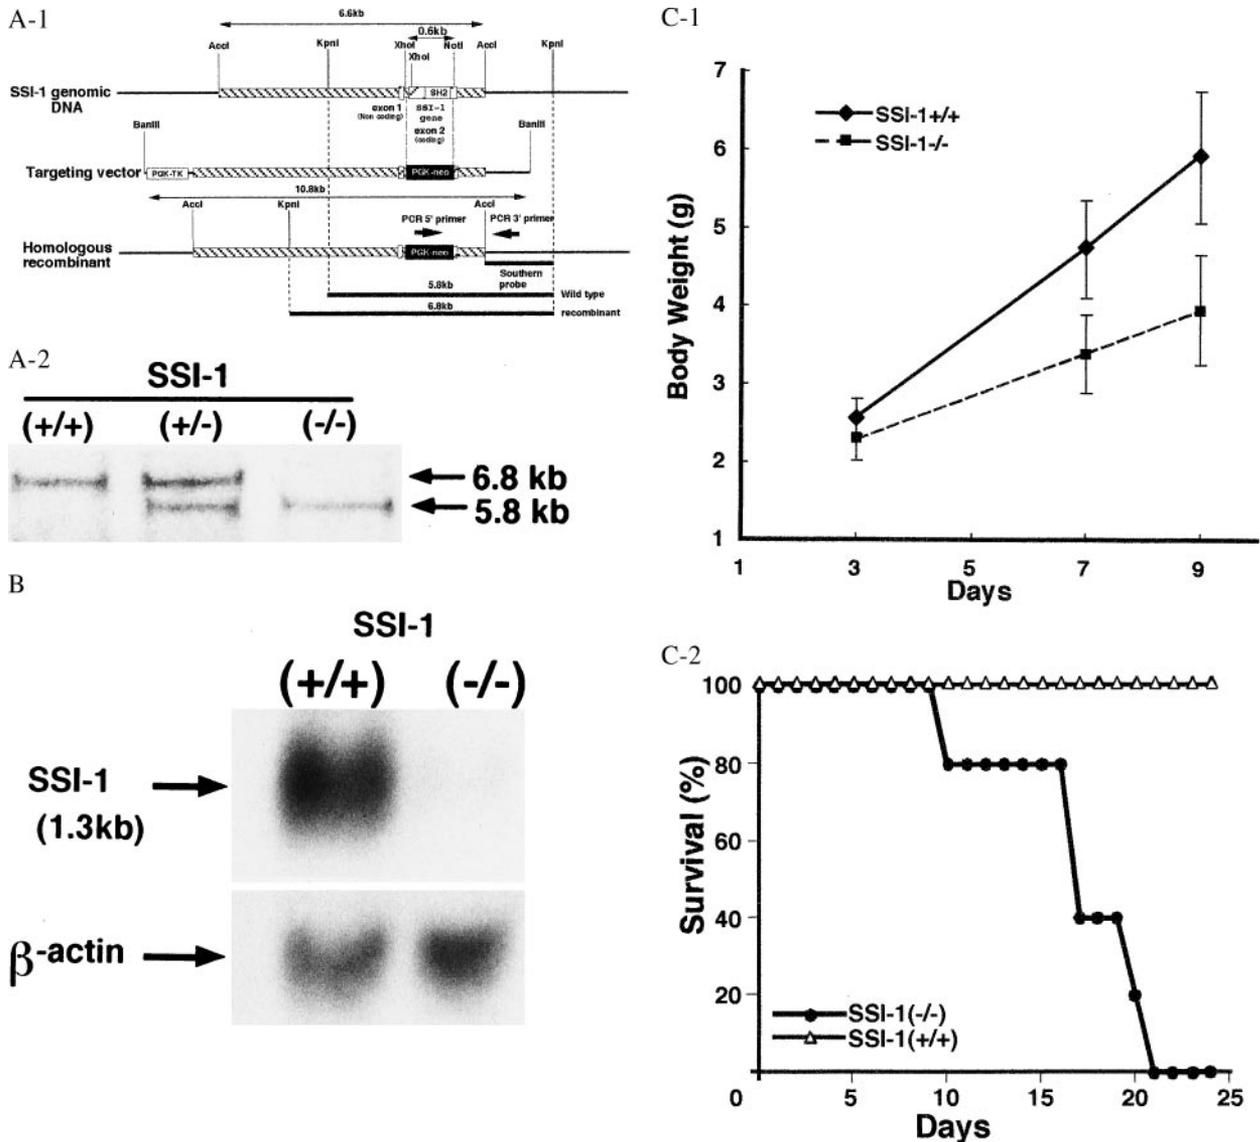 A-1
6.6kb
0.6kb
AccI KpnI XhoI NotI AccI KpnI
XhoI
SSI-1 genomic DNA
SH2
exon 1
(Non coding)
SSI-1
gene
exon 2
(coding)
BanIII BanIII
Targeting vector
PGK-TK PGK-neo
10.8kb
AccI KpnI AccI
PCR 5' primer PCR 3' primer
Homologous recombinant
PGK-neo
Southern
probe
5.8kb Wild type
6.8kb recombinant
A-2
SSI-1
(+/+) (+/-) (-/-)
6.8 kb
5.8 kb
B
SSI-1
(+/+) (-/-)
SSI-1
(1.3kb)
β-actin
C-1
Body Weight (g)
7
6
5
4
3
2
1
SSI-1+/+
SSI-1-/-
1 3 5 7 9
Days
C-2
Survival (%)
100
80
60
40
20
SSI-1(-/-)
SSI-1(+/+)
0 5 10 15 20 25
Days